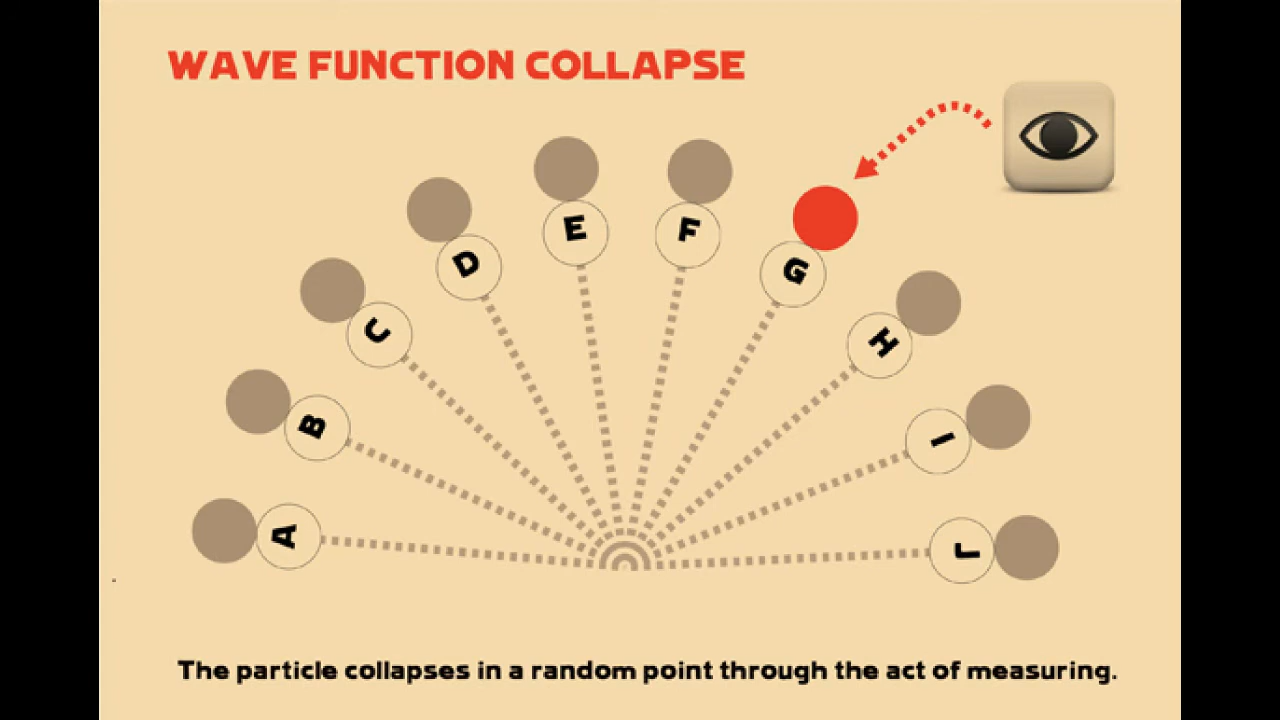 WAVE FUNCTION COLLAPSE
A
B
C
D
E
F
G
H
I
J
The particle collapses in a random point through the act of measuring.